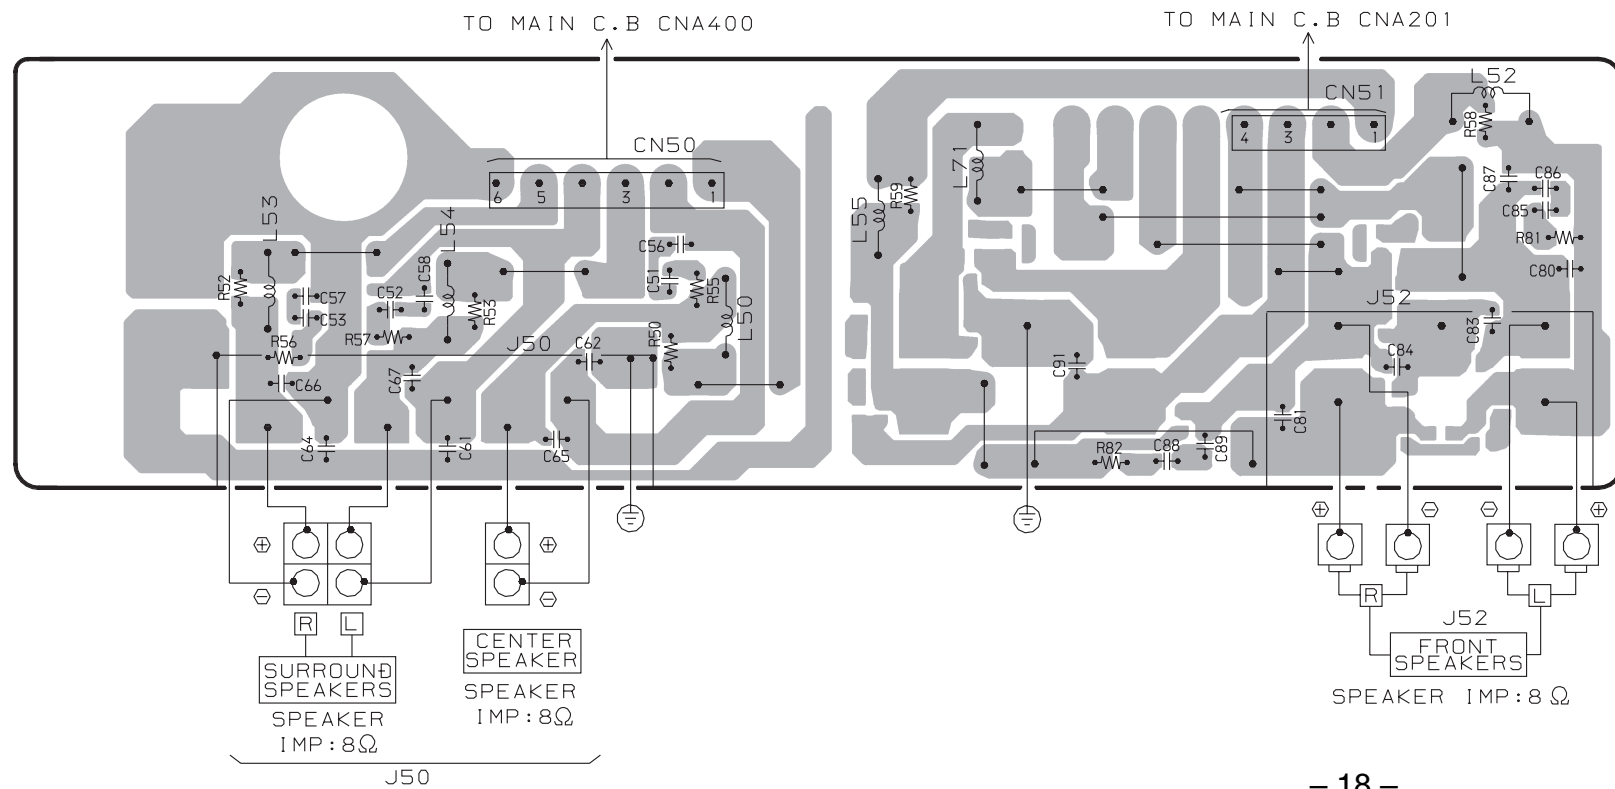 TO MAIN C.B CNA400
TO MAIN C.B CNA201
CN50
6 5 3 1
CN51
4 3 1
L52
R58
L53
L54
L55
R59
L71
C87
C86
C85
R81
C80
R52
C57
C53
C52
C58
R53
C56
C51
R55
L50
R50
R56
R57
J50
C62
C66
C67
C64
C61
C65
J52
C83
C84
C91
C81
R82
C88
C89
⊕
⊖
R L
SURROUND
SPEAKERS
SPEAKER
IMP:8Ω
⊕
⊖
CENTER
SPEAKER
SPEAKER
IMP:8Ω
J50
⊕ ⊖ ⊖ ⊕
R L
J52
FRONT
SPEAKERS
SPEAKER IMP:8Ω
– 18 –